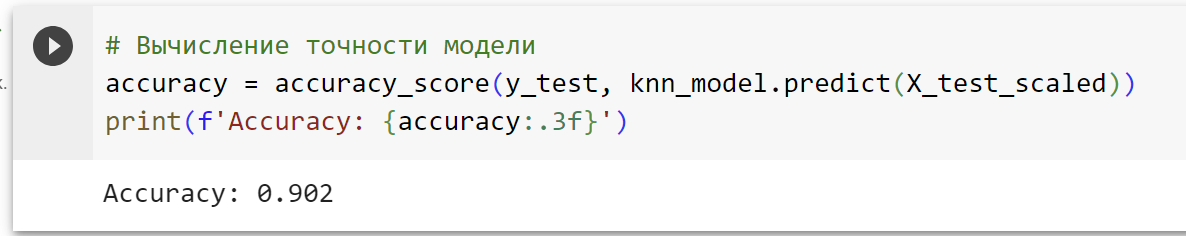 # Вычисление точности модели
accuracy = accuracy_score(y_test, knn_model.predict(X_test_scaled))
print(f'Accuracy: {accuracy:.3f}')
Accuracy: 0.902